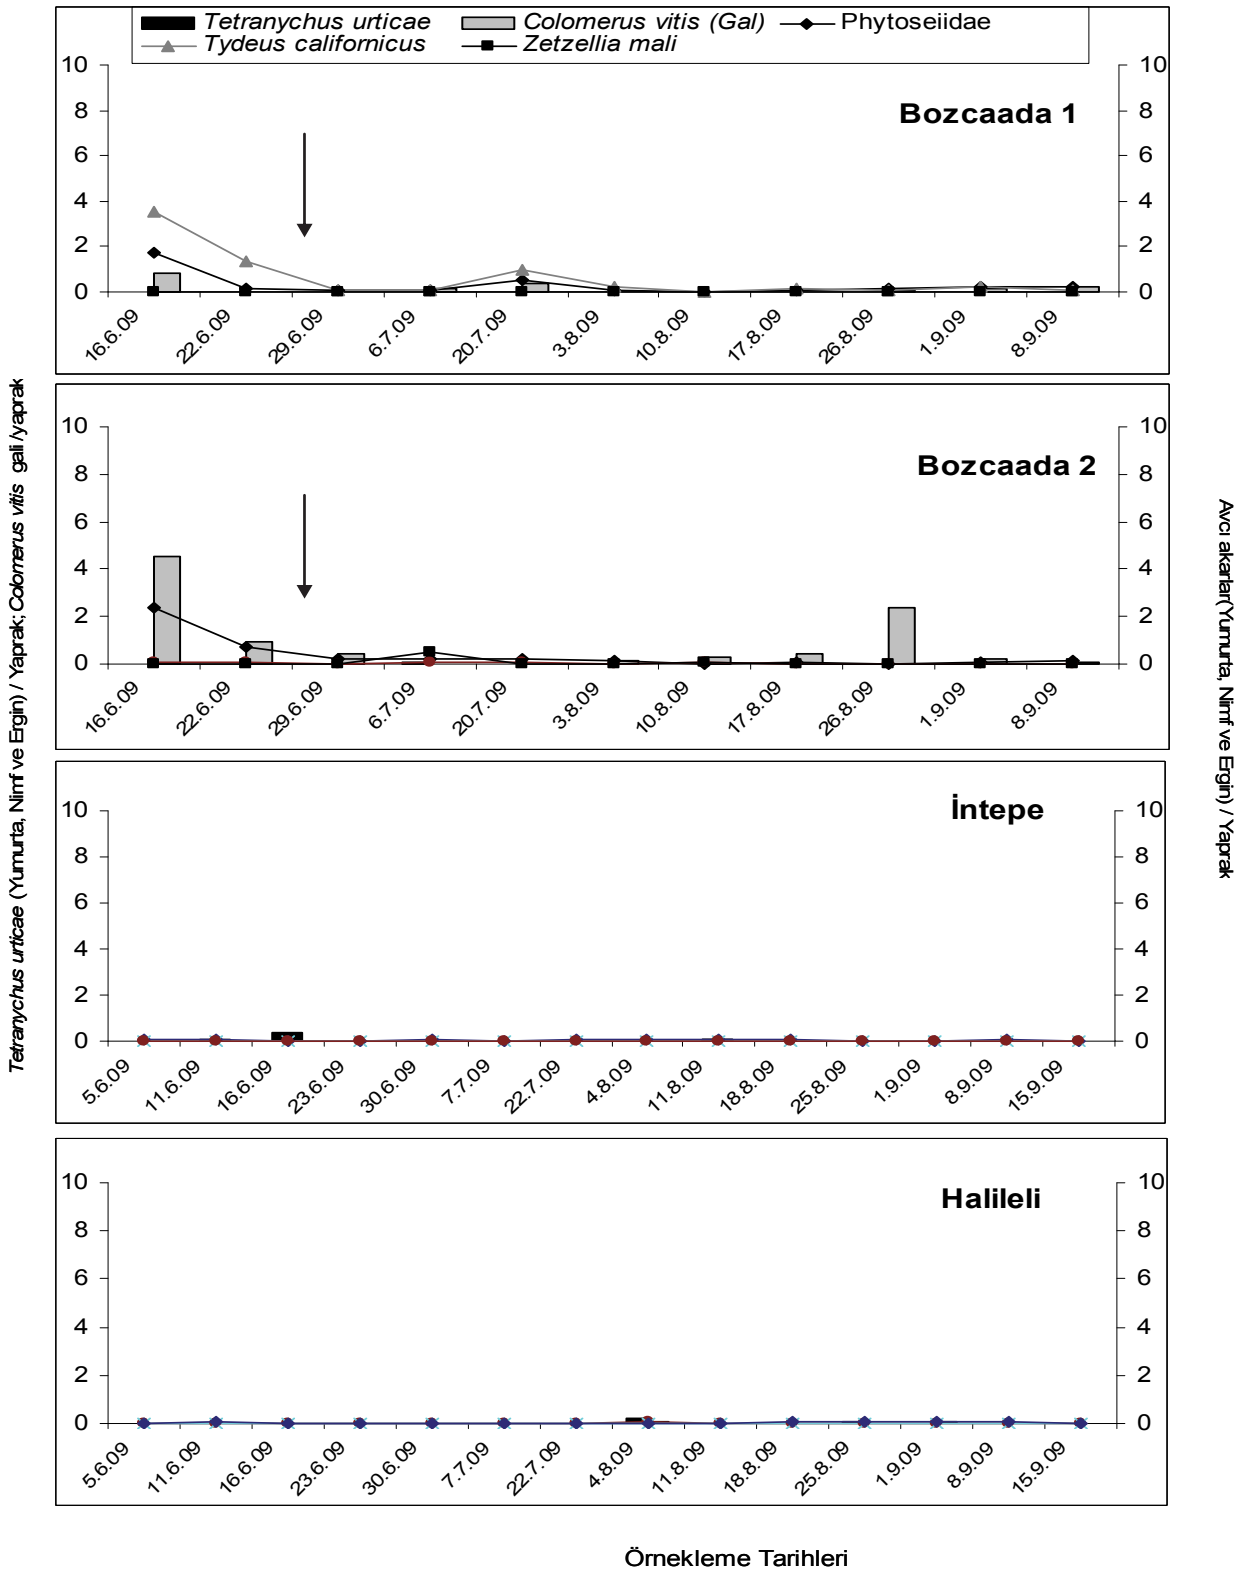 Tetranychus urticae Colomerus vitis (Gal) Phytoseiidae
Tydeus californicus Zetzellia mali
Bozcaada 1
10 10
8 8
6 6
4 4
2 2
0 0
16.6.09 22.6.09 29.6.09 6.7.09 20.7.09 3.8.09 10.8.09 17.8.09 26.8.09 1.9.09 8.9.09
Bozcaada 2
10 10
8 8
6 6
4 4
2 2
0 0
16.6.09 22.6.09 29.6.09 6.7.09 20.7.09 3.8.09 10.8.09 17.8.09 26.8.09 1.9.09 8.9.09
İntepe
10 10
8 8
6 6
4 4
2 2
0 0
5.6.09 11.6.09 16.6.09 23.6.09 30.6.09 7.7.09 22.7.09 4.8.09 11.8.09 18.8.09 25.8.09 1.9.09 8.9.09 15.9.09
Halileli
10 10
8 8
6 6
4 4
2 2
0 0
5.6.09 11.6.09 16.6.09 23.6.09 30.6.09 7.7.09 22.7.09 4.8.09 11.8.09 18.8.09 25.8.09 1.9.09 8.9.09 15.9.09
Tetranychus urticae (Yumurta, Nimf ve Ergin) / Yaprak; Colomerus vitis gali /yaprak
Avcı akarlar(Yumurta, Nimf ve Ergin) / Yaprak
Örnekleme Tarihleri